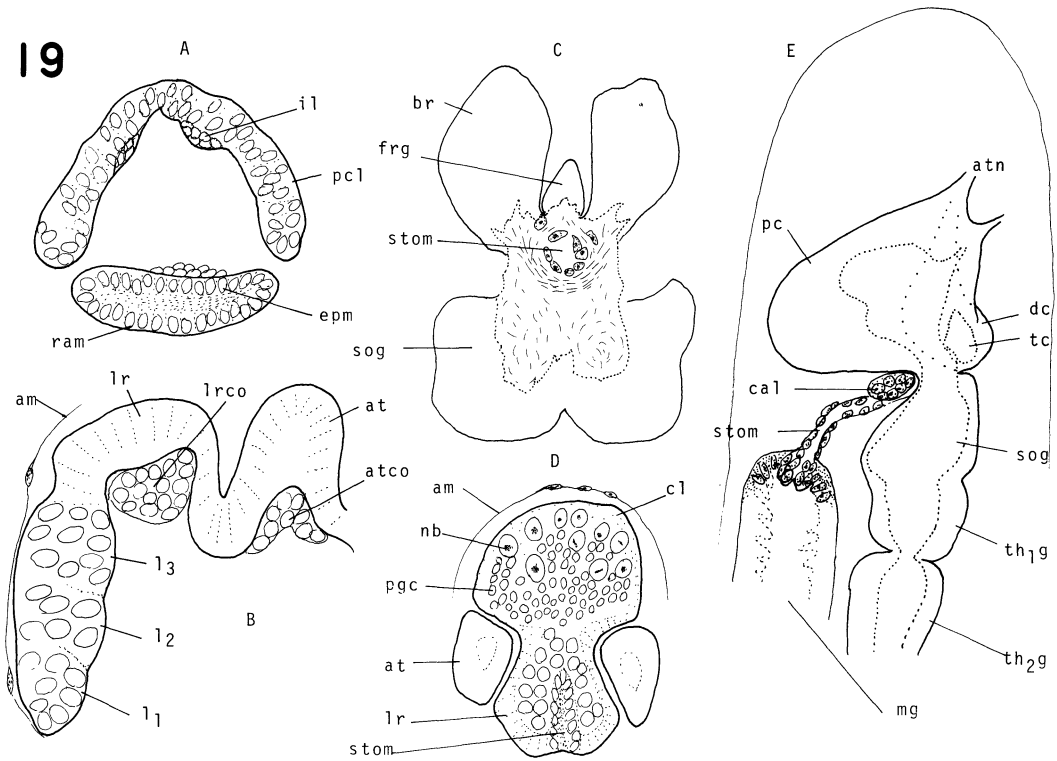 19
A
il
pcl
epm
ram
am
lr
lrco
at
atco
l3
l2
l1
B
C
br
frg
stom
sog
D
am
cl
nb
pgc
at
lr
stom
E
atn
pc
dc
tc
cal
stom
sog
th1g
th2g
mg